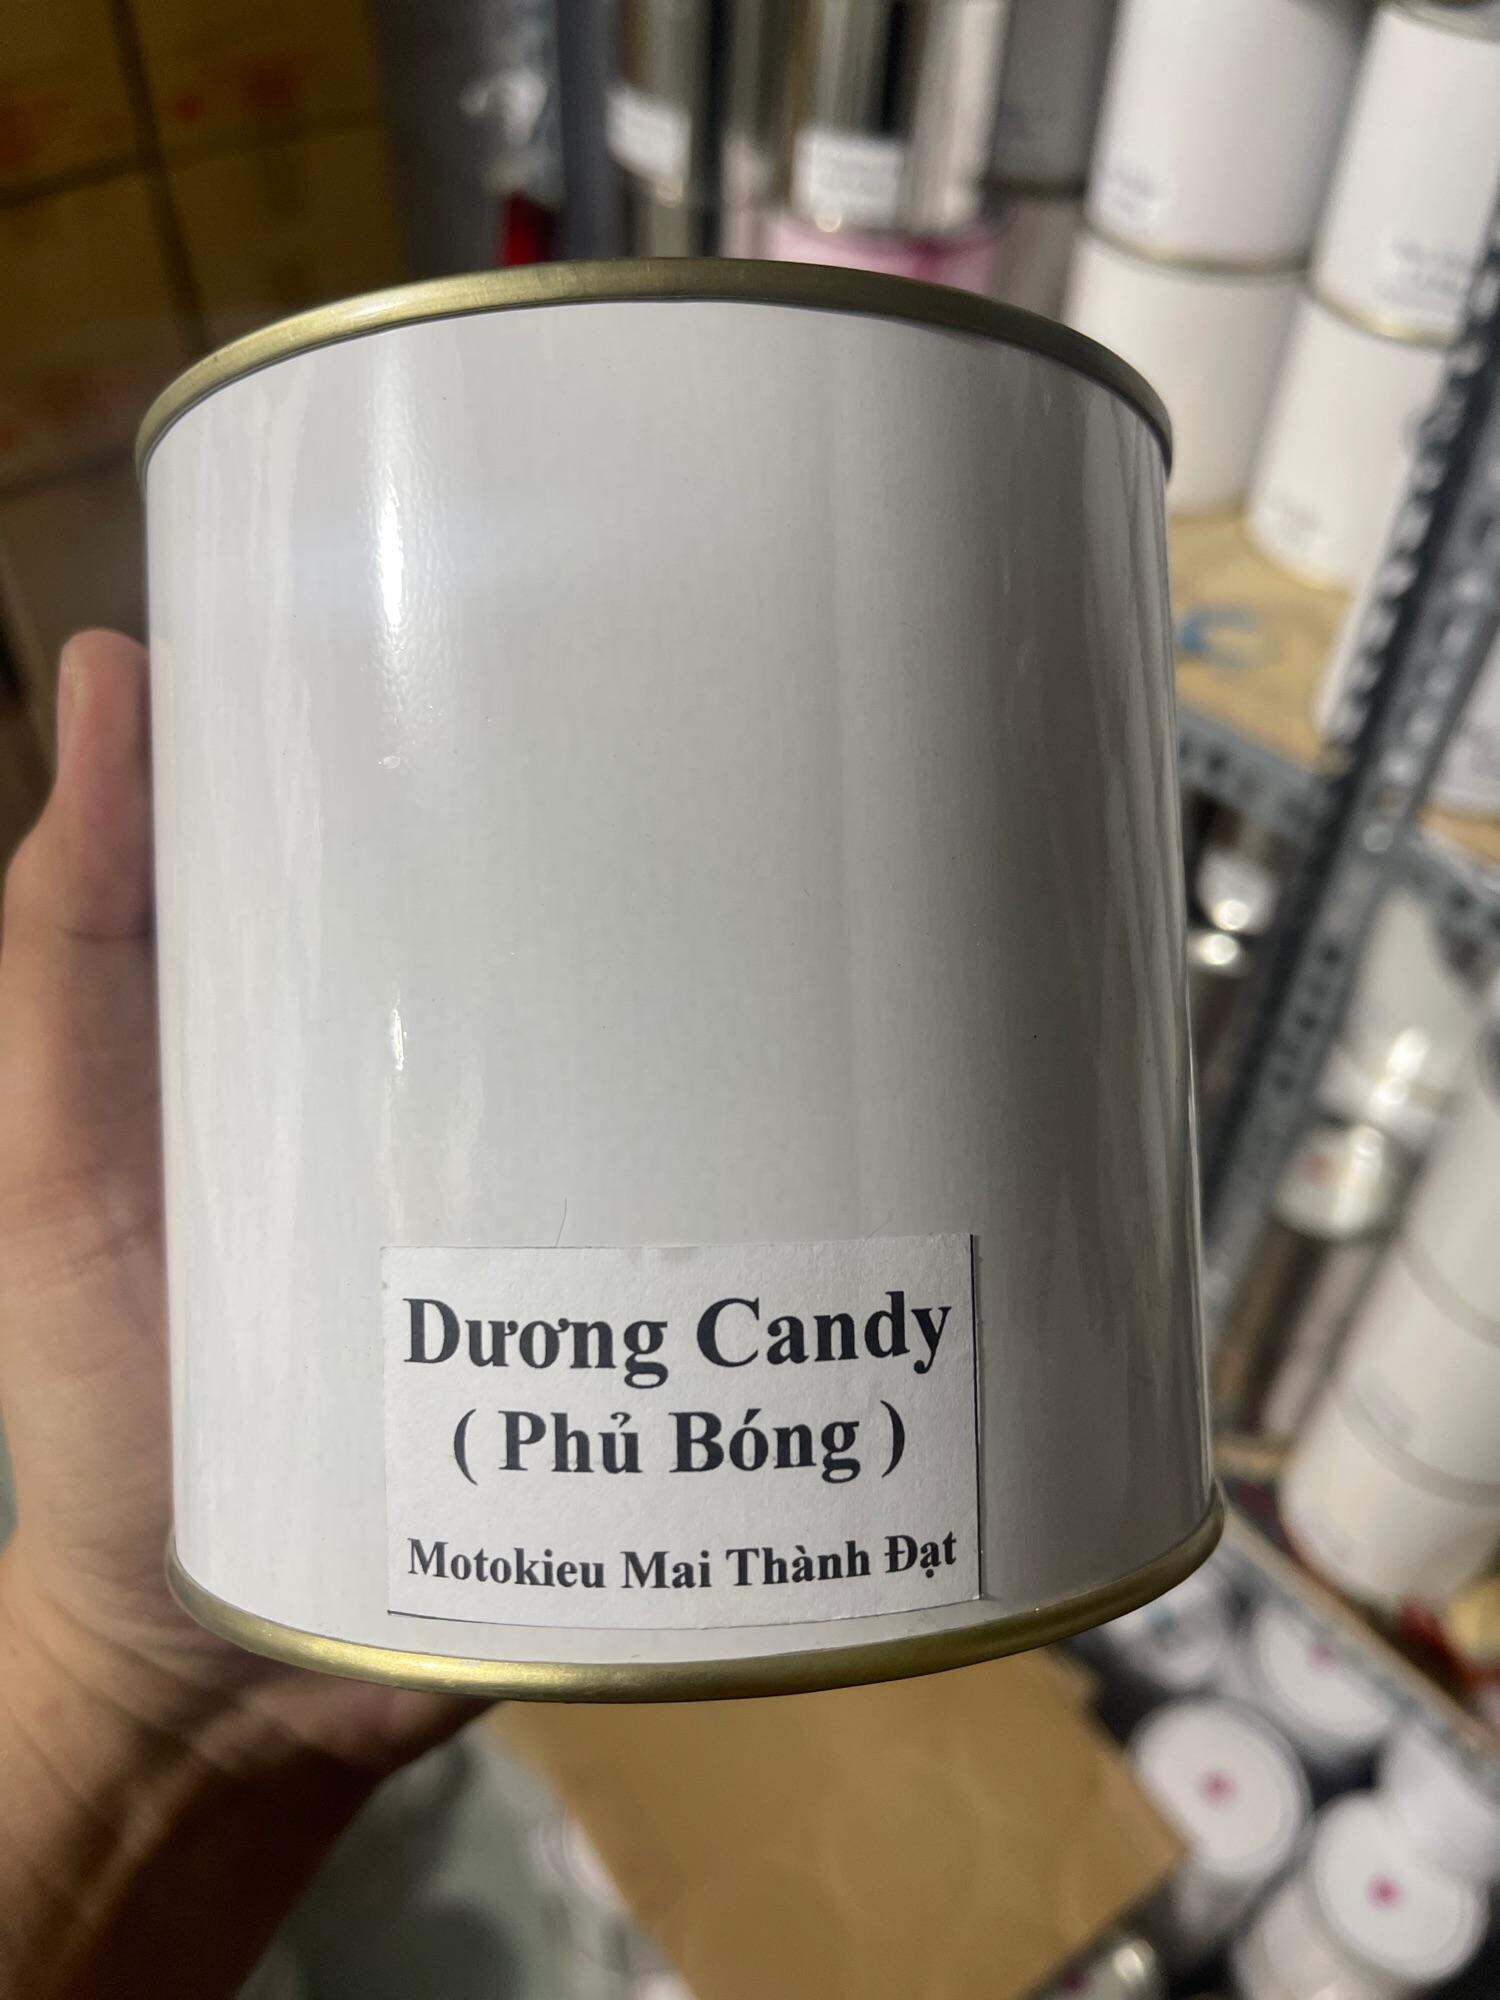 Dương Candy
( Phủ Bóng )
Motokieu Mai Thành Đạt